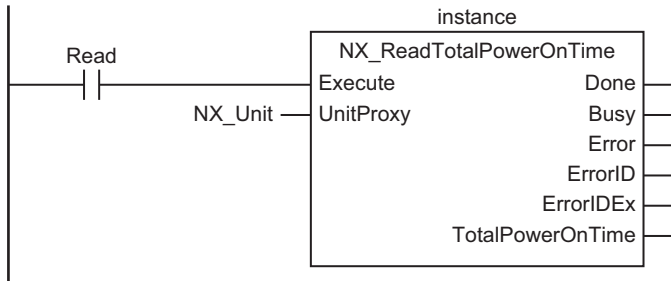 instance
Read
NX_ReadTotalPowerOnTime
Execute Done
NX_Unit UnitProxy Busy
Error
ErrorID
ErrorIDEx
TotalPowerOnTime